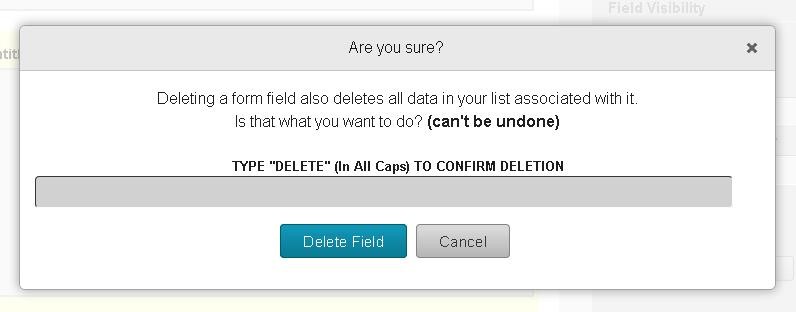 Field Visibility
Are you sure?
Deleting a form field also deletes all data in your list associated with it.
Is that what you want to do? (can't be undone)
TYPE "DELETE" (In All Caps) TO CONFIRM DELETION
Delete Field
Cancel